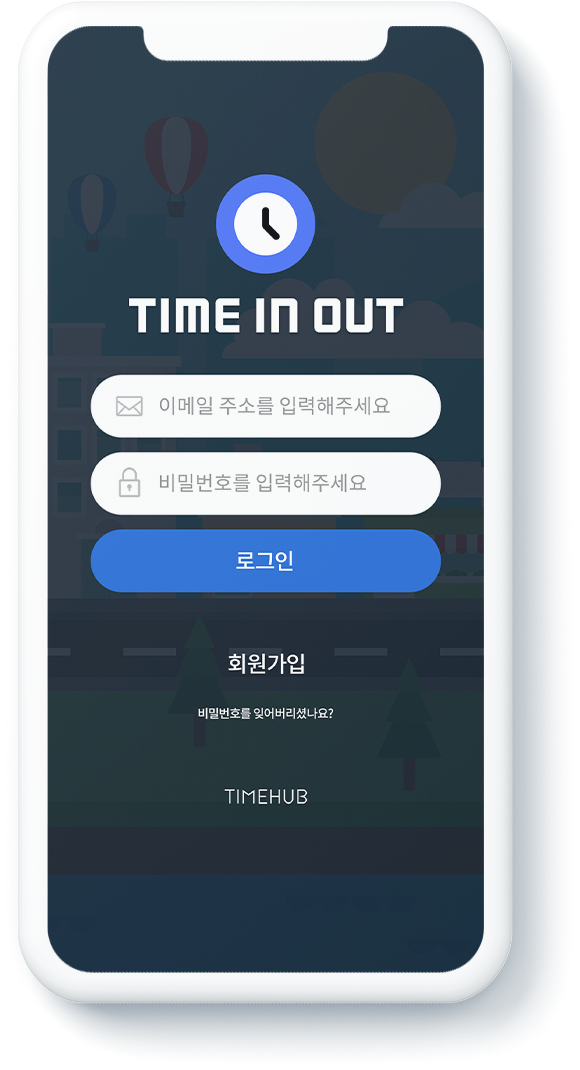 TIME IN OUT
이메일 주소를 입력해주세요
비밀번호를 입력해주세요
로그인
회원가입
비밀번호를 잊어버리셨나요?
TIMEHUB